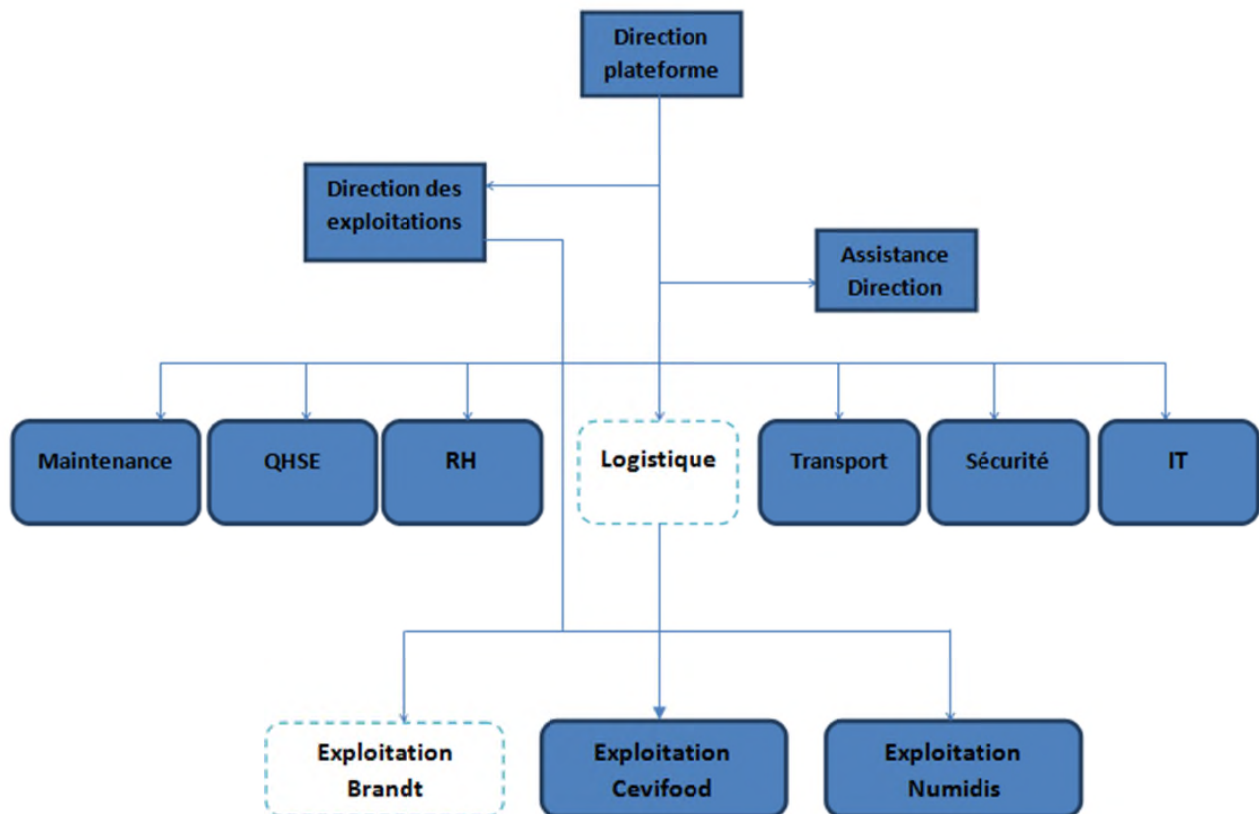 Direction
plateforme
Direction des
exploitations
Assistance
Direction
Maintenance
QHSE
RH
Logistique
Transport
Sécurité
IT
Exploitation
Brandt
Exploitation
Cevifood
Exploitation
Numidis